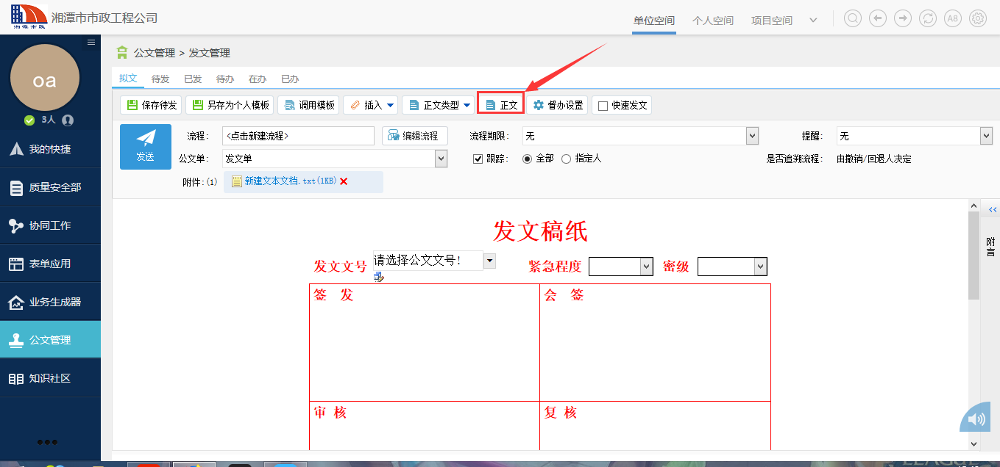 湘潭市政 湘潭市市政工程公司 单位空间 个人空间 项目空间 A8
oa
3人
我的快捷
质量安全部
协同工作
表单应用
业务生成器
公文管理
知识社区
公文管理 > 发文管理
拟文 待发 已发 待办 在办 已办
保存待发 另存为个人模板 调用模板 插入 正文类型 正文 督办设置 快速发文
发送
流程: <点击新建流程> 编辑流程 流程期限: 无 提醒: 无
公文单: 发文单 跟踪: 全部 指定人 是否追溯流程: 由撤销/回退人决定
附件:(1) 新建文本文档.txt(1KB)
附言
发文稿纸
发文文号 请选择公文文号! 紧急程度 密级
签 发 会 签
审 核 复 核